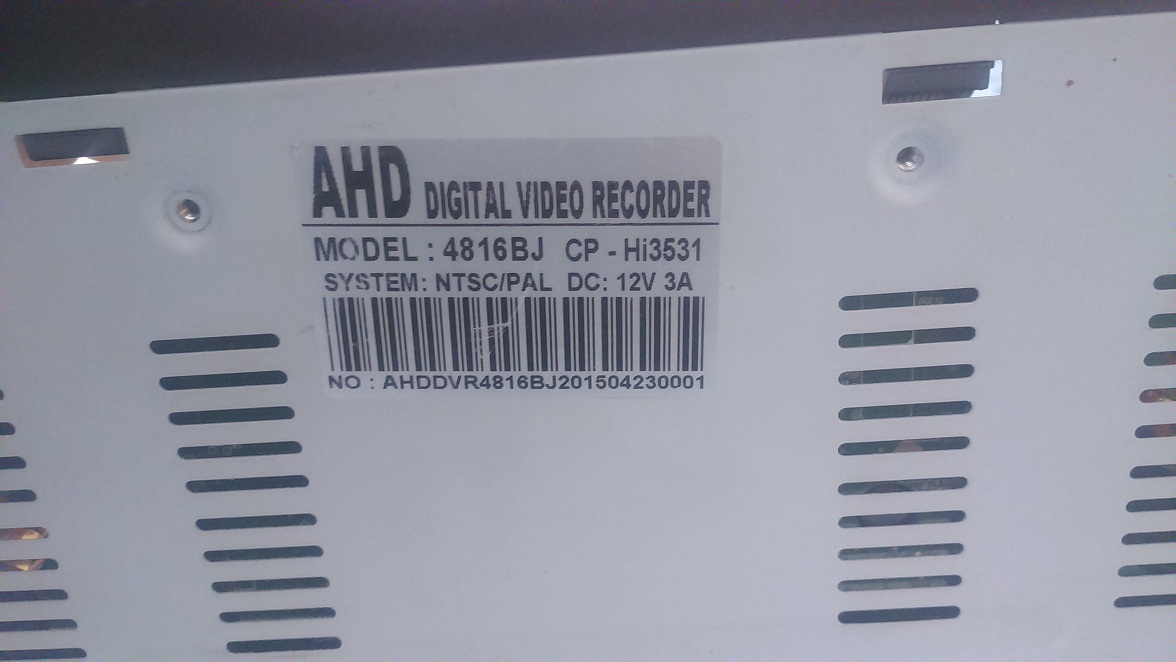 AHD DIGITAL VIDEO RECORDER
MODEL : 4816BJ CP - Hi3531
SYSTEM: NTSC/PAL DC: 12V 3A
NO : AHDDVR4816BJ201504230001